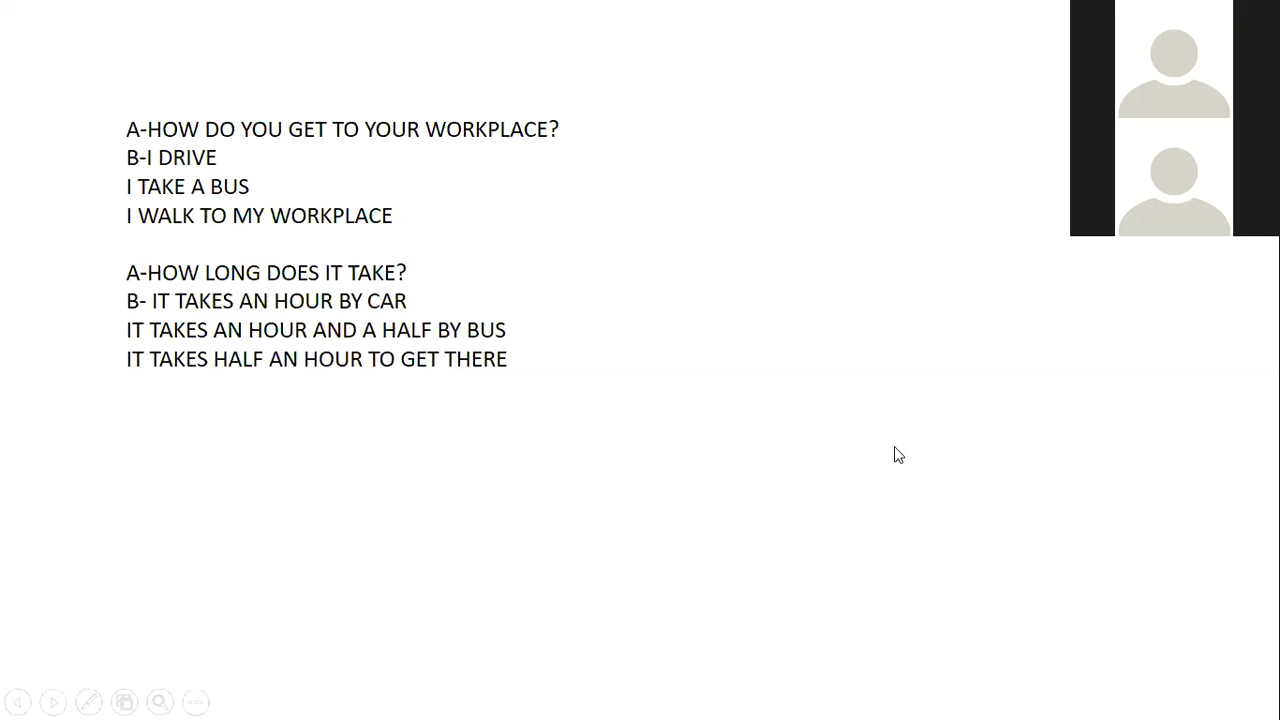 A-HOW DO YOU GET TO YOUR WORKPLACE?
B-I DRIVE
I TAKE A BUS
I WALK TO MY WORKPLACE
A-HOW LONG DOES IT TAKE?
B- IT TAKES AN HOUR BY CAR
IT TAKES AN HOUR AND A HALF BY BUS
IT TAKES HALF AN HOUR TO GET THERE